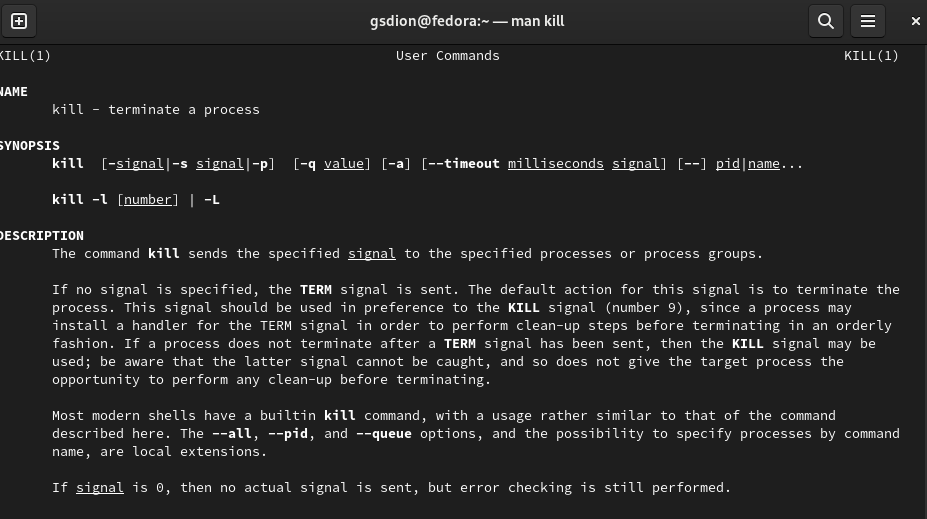 gsdion@fedora:~ — man kill
KILL(1) User Commands KILL(1)
NAME
kill - terminate a process
SYNOPSIS
kill [-signal|-s signal|-p] [-q value] [-a] [--timeout milliseconds signal] [--] pid|name...
kill -l [number] | -L
DESCRIPTION
The command kill sends the specified signal to the specified processes or process groups.
If no signal is specified, the TERM signal is sent. The default action for this signal is to terminate the
process. This signal should be used in preference to the KILL signal (number 9), since a process may
install a handler for the TERM signal in order to perform clean-up steps before terminating in an orderly
fashion. If a process does not terminate after a TERM signal has been sent, then the KILL signal may be
used; be aware that the latter signal cannot be caught, and so does not give the target process the
opportunity to perform any clean-up before terminating.
Most modern shells have a builtin kill command, with a usage rather similar to that of the command
described here. The --all, --pid, and --queue options, and the possibility to specify processes by command
name, are local extensions.
If signal is 0, then no actual signal is sent, but error checking is still performed.